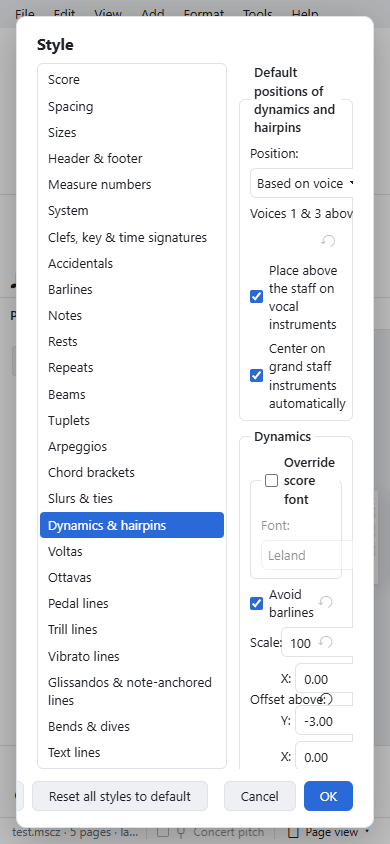 File Edit View Add Format Tools Help
Style
Score
Spacing
Sizes
Header & footer
Measure numbers
System
Clefs, key & time signatures
Accidentals
Barlines
Notes
Rests
Repeats
Beams
Tuplets
Arpeggios
Chord brackets
Slurs & ties
Dynamics & hairpins
Voltas
Ottavas
Pedal lines
Trill lines
Vibrato lines
Glissandos & note-anchored
lines
Bends & dives
Text lines
Default
positions of
dynamics and
hairpins
Position:
Based on voice
Voices 1 & 3 abov
Place above
the staff on
vocal
instruments
Center on
grand staff
instruments
automatically
Dynamics
Override
score
font
Font:
Leland
Avoid
barlines
Scale: 100
X: 0.00
Offset above:
Y: -3.00
X: 0.00
Reset all styles to default
Cancel
OK
test.mscz · 5 pages · la...
Concert pitch
Page view